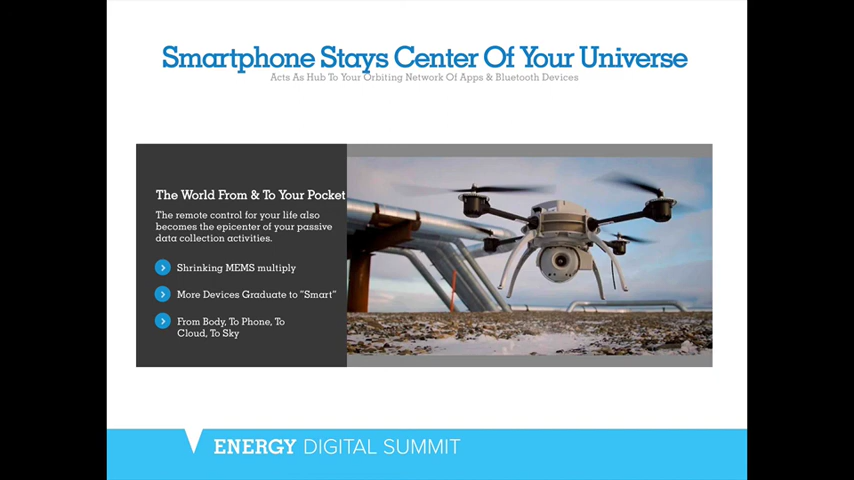 Smartphone Stays Center Of Your Universe
Acts As Hub To Your Orbiting Network Of Apps & Bluetooth Devices
The World From & To Your Pocket
The remote control for your life also
becomes the epicenter of your passive
data collection activities.
Shrinking MEMS multiply
More Devices Graduate to "Smart"
From Body, To Phone, To
Cloud, To Sky
ENERGY DIGITAL SUMMIT